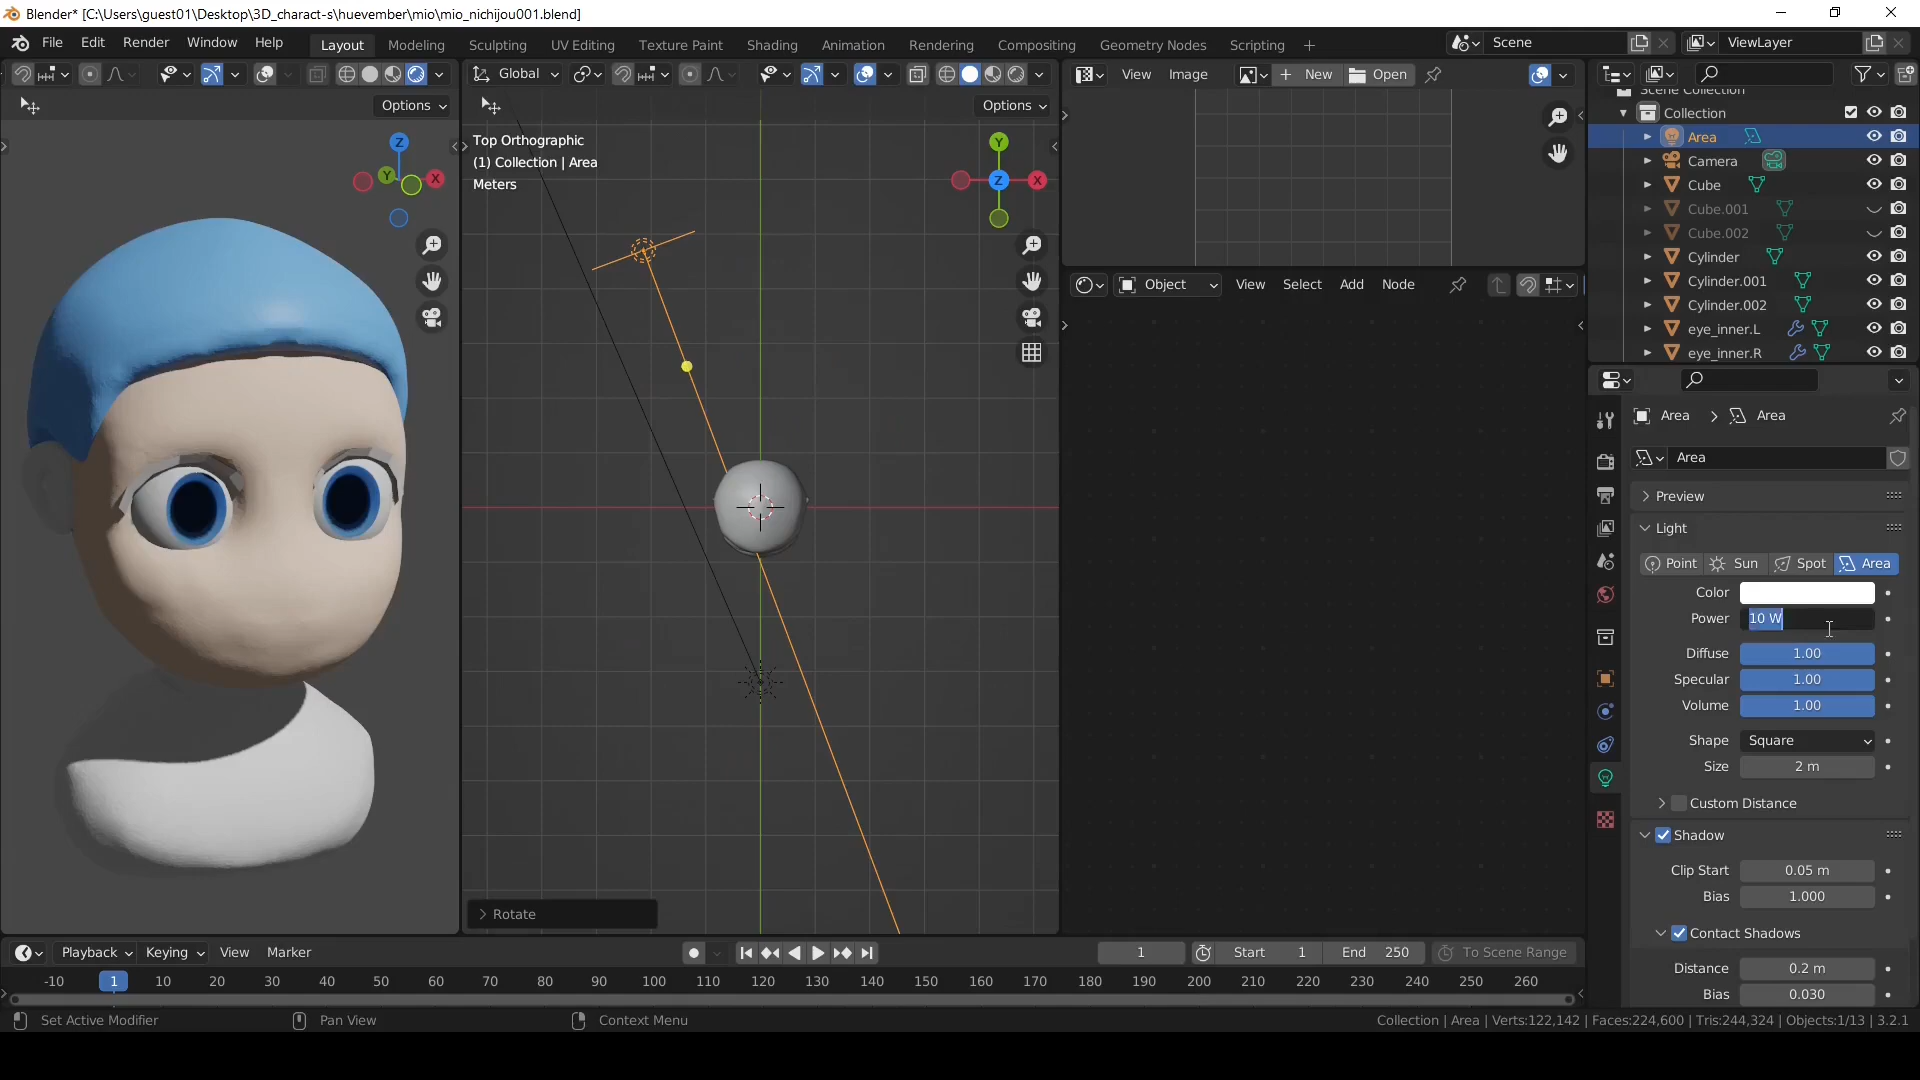 Blender* [C:\Users\guest01\Desktop\3D_charact-s\huevember\mio\mio_nichijou001.blend]
File Edit Render Window Help Layout Modeling Sculpting UV Editing Texture Paint Shading Animation Rendering Compositing Geometry Nodes Scripting + Scene ViewLayer
Global View Image + New Open
Options Options
Top Orthographic
(1) Collection | Area
Meters
Z Y X
Y X Z
Object View Select Add Node
Scene Collection
Collection
Area
Camera
Cube
Cube.001
Cube.002
Cylinder
Cylinder.001
Cylinder.002
eye_inner.L
eye_inner.R
Area > Area
Area
Preview
Light
Point Sun Spot Area
Color
Power 10 W
Diffuse 1.00
Specular 1.00
Volume 1.00
Shape Square
Size 2 m
Custom Distance
Shadow
Clip Start 0.05 m
Bias 1.000
Contact Shadows
Distance 0.2 m
Bias 0.030
> Rotate
Playback Keying View Marker 1 Start 1 End 250 To Scene Range
-10 1 10 20 30 40 50 60 70 80 90 100 110 120 130 140 150 160 170 180 190 200 210 220 230 240 250 260
Set Active Modifier Pan View Context Menu Collection | Area | Verts:122,142 | Faces:224,600 | Tris:244,324 | Objects:1/13 | 3.2.1